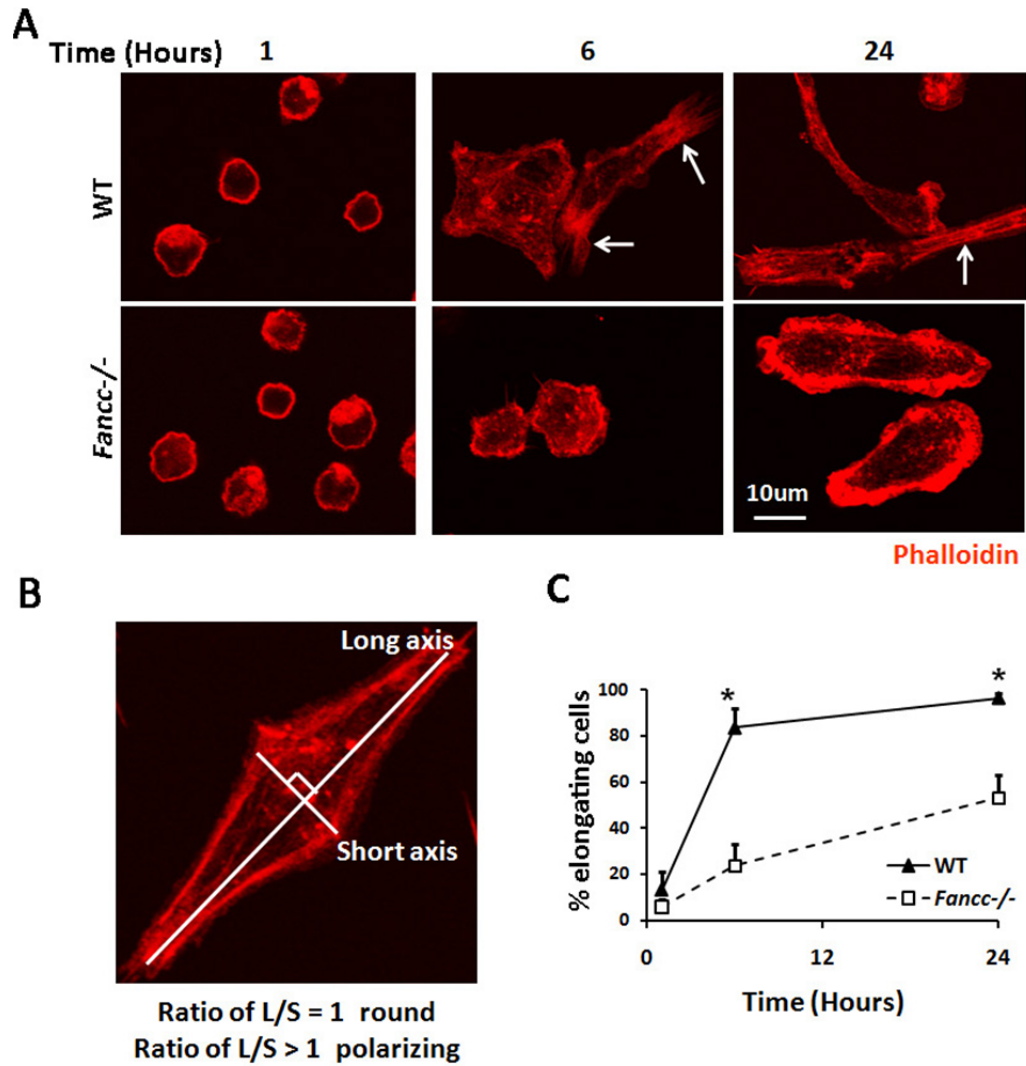 A
Time (Hours) 1 6 24
WT
Fancc-/-
10um
Phalloidin
B
Long axis
Short axis
Ratio of L/S = 1 round
Ratio of L/S > 1 polarizing
C
% elongating cells
100
80
60
40
20
0
*
*
WT
Fancc-/-
0 12 24
Time (Hours)